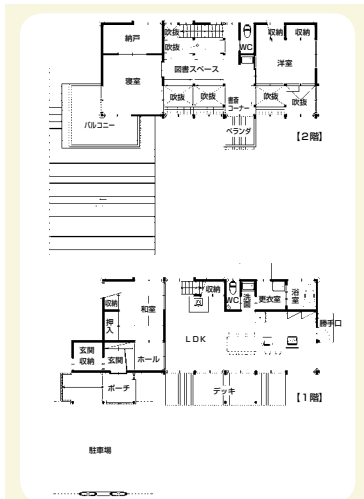 吹抜
収納
収納
納戸
吹抜
WC
洋室
図書スペース
寝室
吹抜
吹抜
書斎
コーナー
吹抜
吹抜
バルコニー
ベランダ
【2階】
収納
和室
収納
WC
洗面
更衣室
浴室
押入
LDK
勝手口
玄関
収納
玄関
ホール
ポーチ
デッキ
【1階】
駐車場